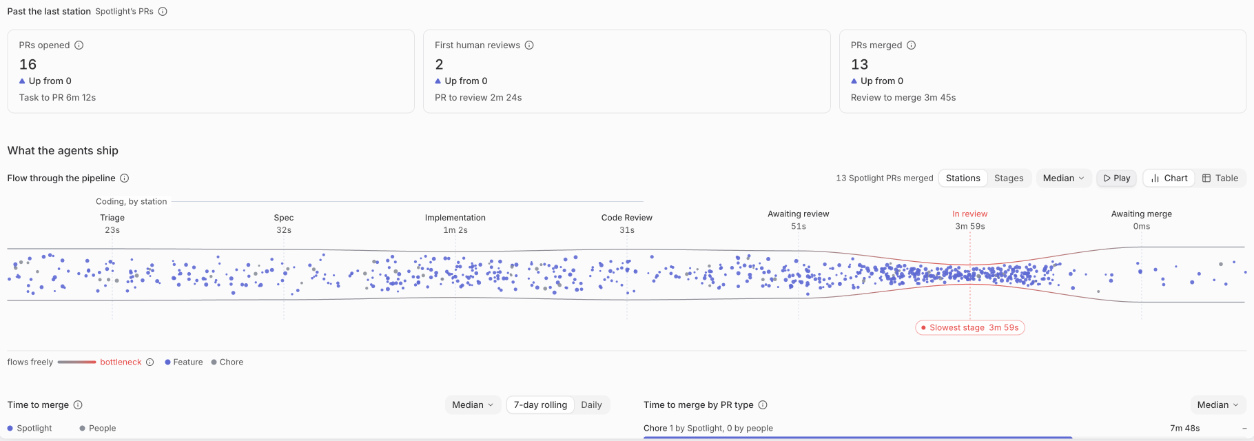 Past the last station Spotlight's PRs
PRs opened
16
Up from 0
Task to PR 6m 12s
First human reviews
2
Up from 0
PR to review 2m 24s
PRs merged
13
Up from 0
Review to merge 3m 45s
What the agents ship
Flow through the pipeline
13 Spotlight PRs merged
Stations
Stages
Median
Play
Chart
Table
Coding, by station
Triage
23s
Spec
32s
Implementation
1m 2s
Code Review
31s
Awaiting review
51s
In review
3m 59s
Awaiting merge
0ms
Slowest stage 3m 59s
flows freely
bottleneck
Feature
Chore
Time to merge
Median
7-day rolling
Daily
Spotlight
People
Time to merge by PR type
Median
Chore 1 by Spotlight, 0 by people
7m 48s
–